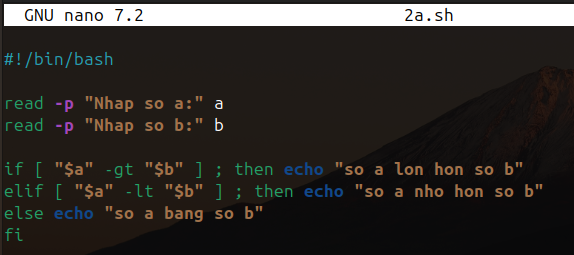 GNU nano 7.2 2a.sh
#!/bin/bash
read -p "Nhap so a:" a
read -p "Nhap so b:" b
if [ "$a" -gt "$b" ] ; then echo "so a lon hon so b"
elif [ "$a" -lt "$b" ] ; then echo "so a nho hon so b"
else echo "so a bang so b"
fi